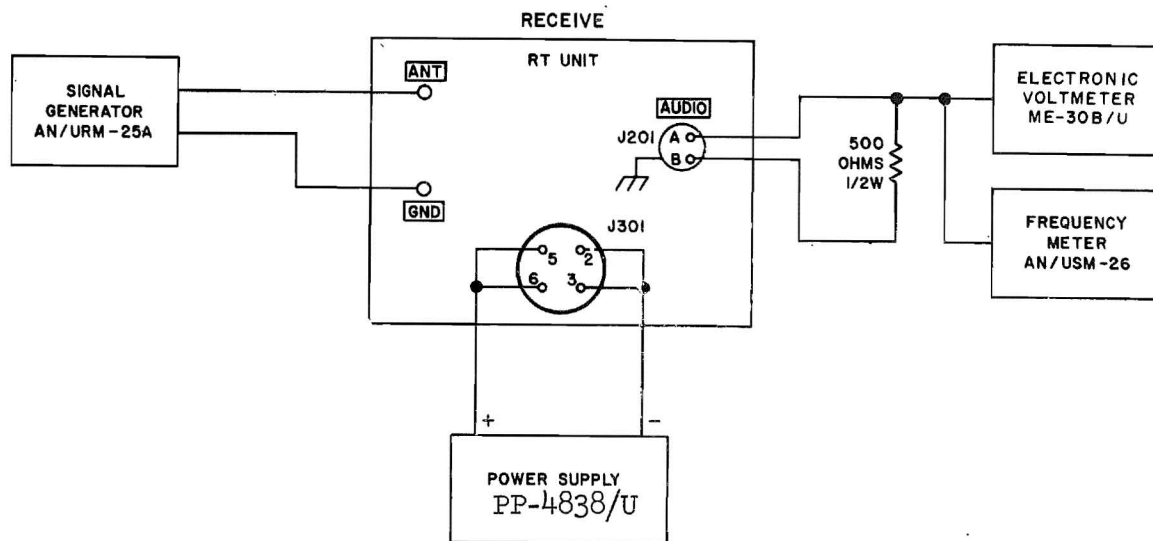 RECEIVE
RT UNIT
SIGNAL
GENERATOR
AN/URM-25A
ANT
GND
AUDIO
J201
A
B
500
OHMS
1/2W
ELECTRONIC
VOLTMETER
ME-30B/U
FREQUENCY
METER
AN/USM-26
J301
5
2
6
3
+
-
POWER SUPPLY
PP-4838/U